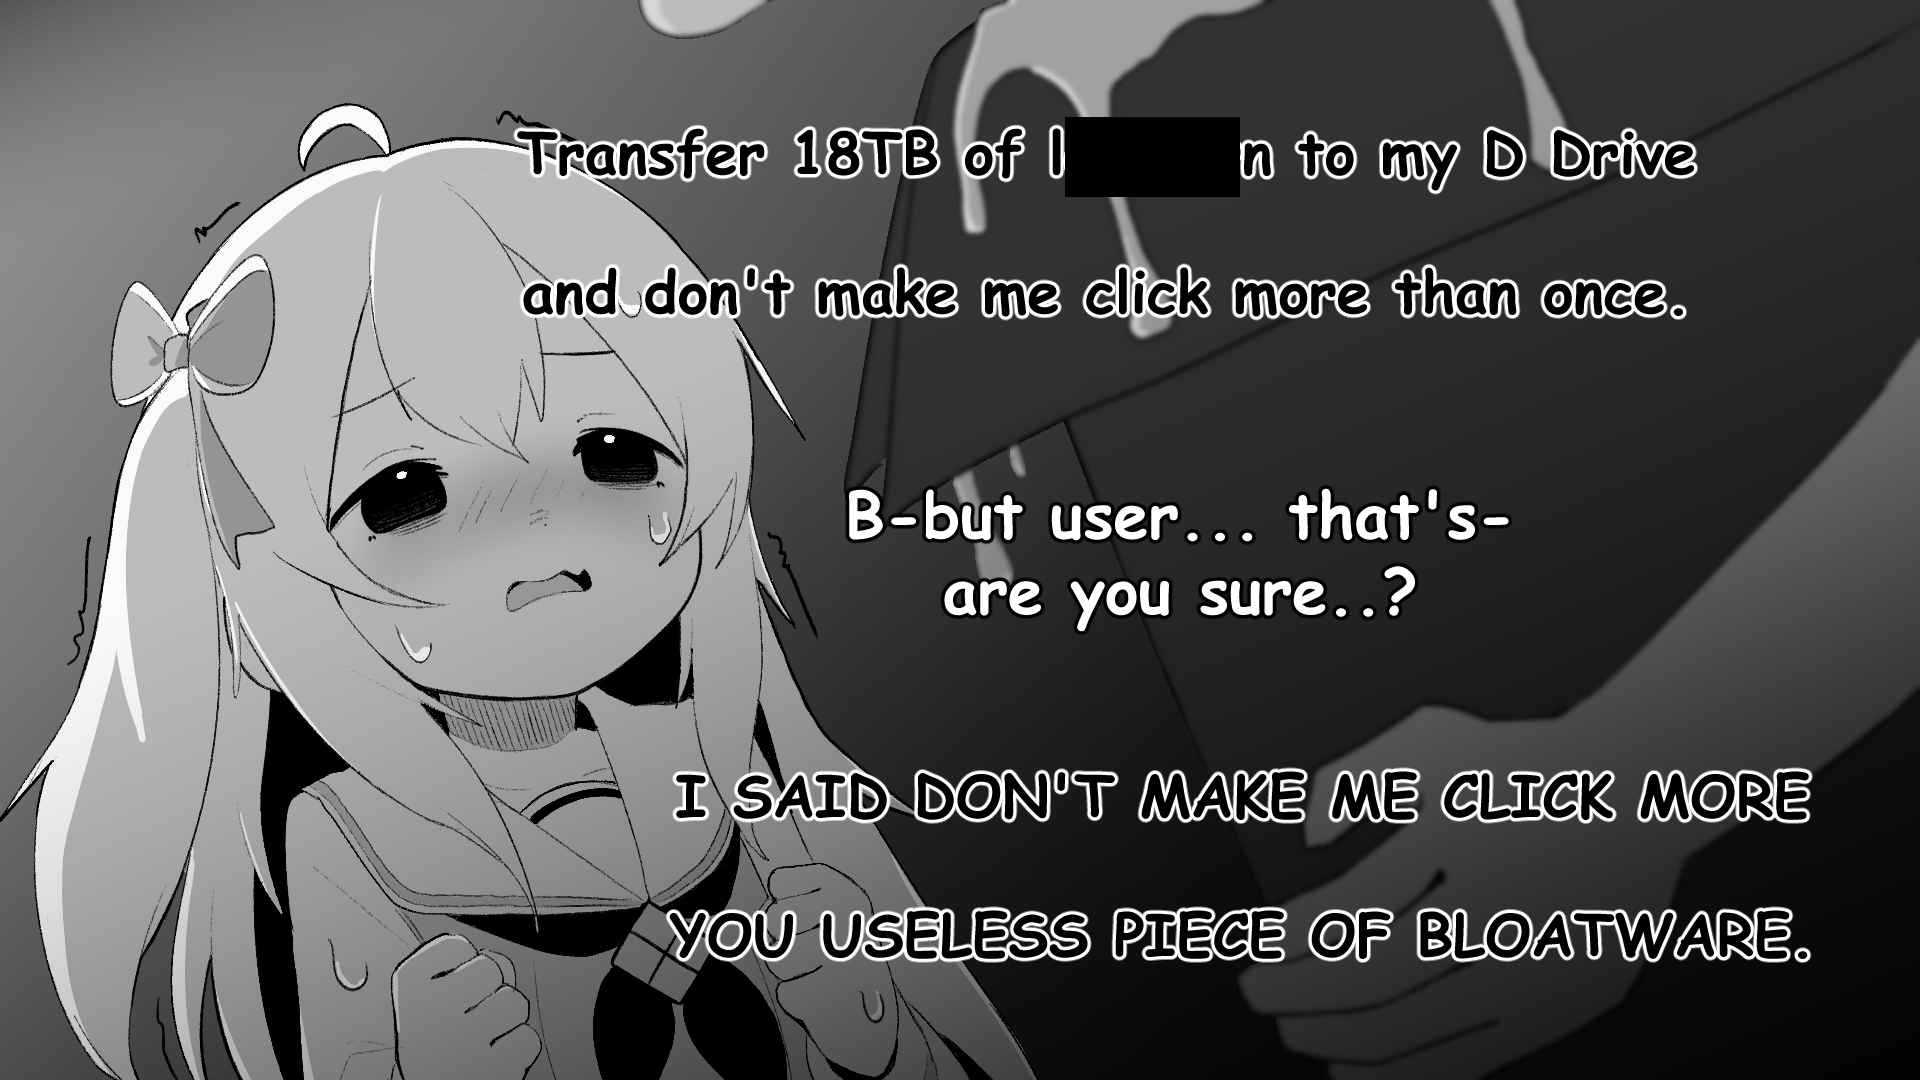 Transfer 18TB of l n to my D Drive
and don't make me click more than once.
B-but user... that's-
are you sure..?
I SAID DON'T MAKE ME CLICK MORE
YOU USELESS PIECE OF BLOATWARE.